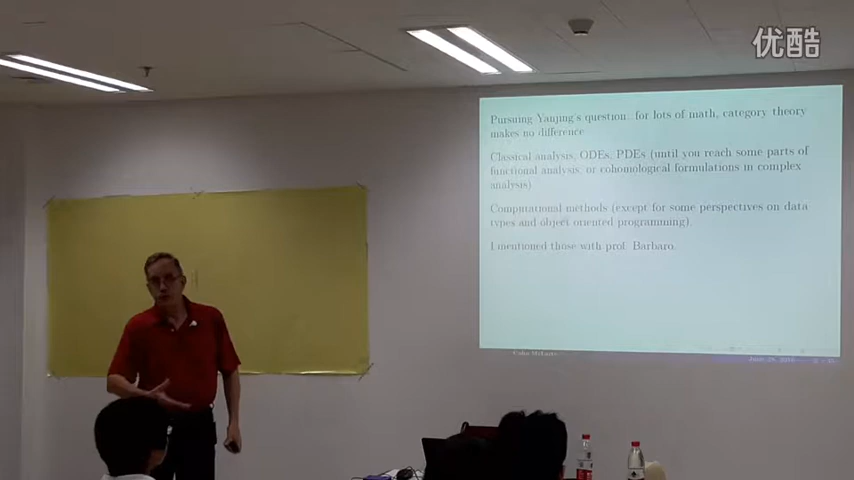 优酷
Pursuing Yanjing's question: for lots of math, category theory
makes no difference
Classical analysis, ODEs, PDEs (until you reach some parts of
functional analysis, or cohomological formulations in complex
analysis)
Computational methods (except for some perspectives on data
types and object oriented programming).
I mentioned those with prof. Barbaro.
Colin McLarty